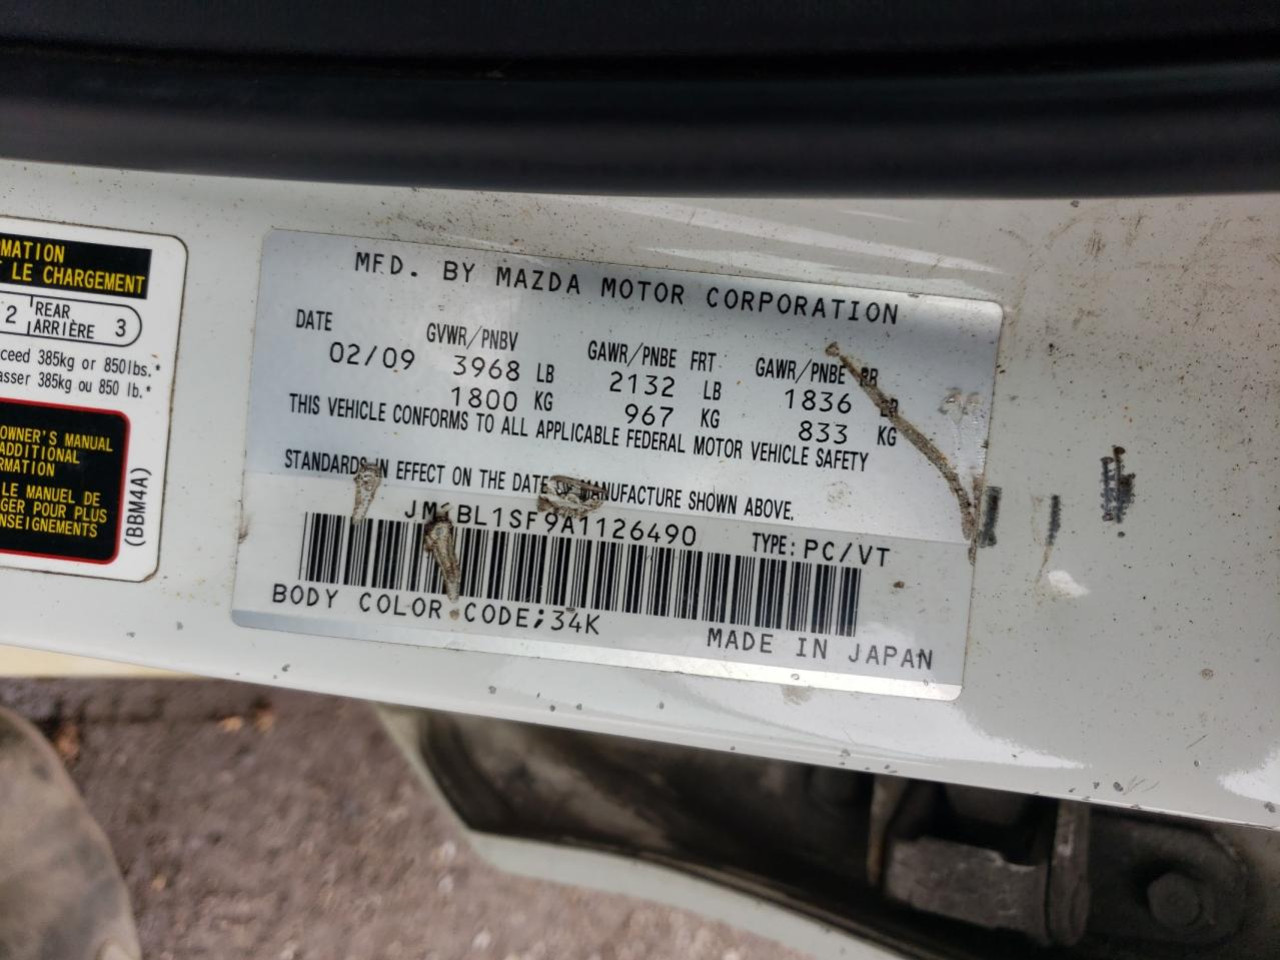 MATION
LE CHARGEMENT
2 REAR ARRIÈRE 3
ceed 385kg or 850lbs.*
asser 385kg ou 850 lb.*
OWNER'S MANUAL
ADDITIONAL
RMATION
LE MANUEL DE
GER POUR PLUS
NSEIGNEMENTS
(BBM4A)
MFD. BY MAZDA MOTOR CORPORATION
DATE GVWR/PNBV GAWR/PNBE FRT GAWR/PNBE RR
02/09 3968 LB 2132 LB 1836 LB
1800 KG 967 KG 833 KG
THIS VEHICLE CONFORMS TO ALL APPLICABLE FEDERAL MOTOR VEHICLE SAFETY
STANDARDS IN EFFECT ON THE DATE OF MANUFACTURE SHOWN ABOVE.
JM1BL1SF9A1126490 TYPE: PC/VT
BODY COLOR CODE;34K
MADE IN JAPAN